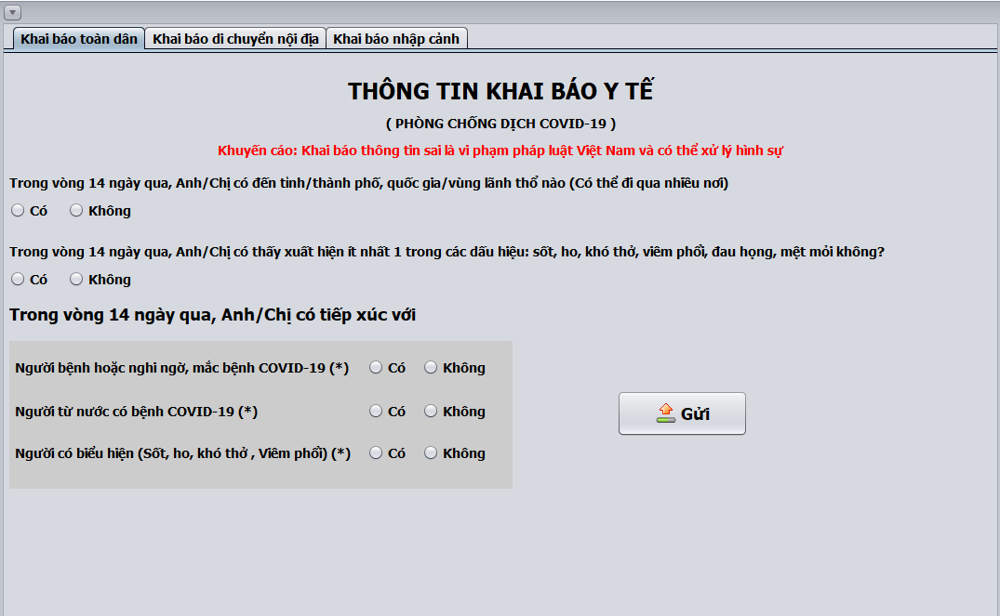 Khai báo toàn dân Khai báo di chuyển nội địa Khai báo nhập cảnh
THÔNG TIN KHAI BÁO Y TẾ
( PHÒNG CHỐNG DỊCH COVID-19 )
Khuyến cáo: Khai báo thông tin sai là vi phạm pháp luật Việt Nam và có thể xử lý hình sự
Trong vòng 14 ngày qua, Anh/Chị có đến tỉnh/thành phố, quốc gia/vùng lãnh thổ nào (Có thể đi qua nhiều nơi)
Có Không
Trong vòng 14 ngày qua, Anh/Chị có thấy xuất hiện ít nhất 1 trong các dấu hiệu: sốt, ho, khó thở, viêm phổi, đau họng, mệt mỏi không?
Có Không
Trong vòng 14 ngày qua, Anh/Chị có tiếp xúc với
Người bệnh hoặc nghi ngờ, mắc bệnh COVID-19 (*) Có Không
Người từ nước có bệnh COVID-19 (*) Có Không
Gửi
Người có biểu hiện (Sốt, ho, khó thở , Viêm phổi) (*) Có Không